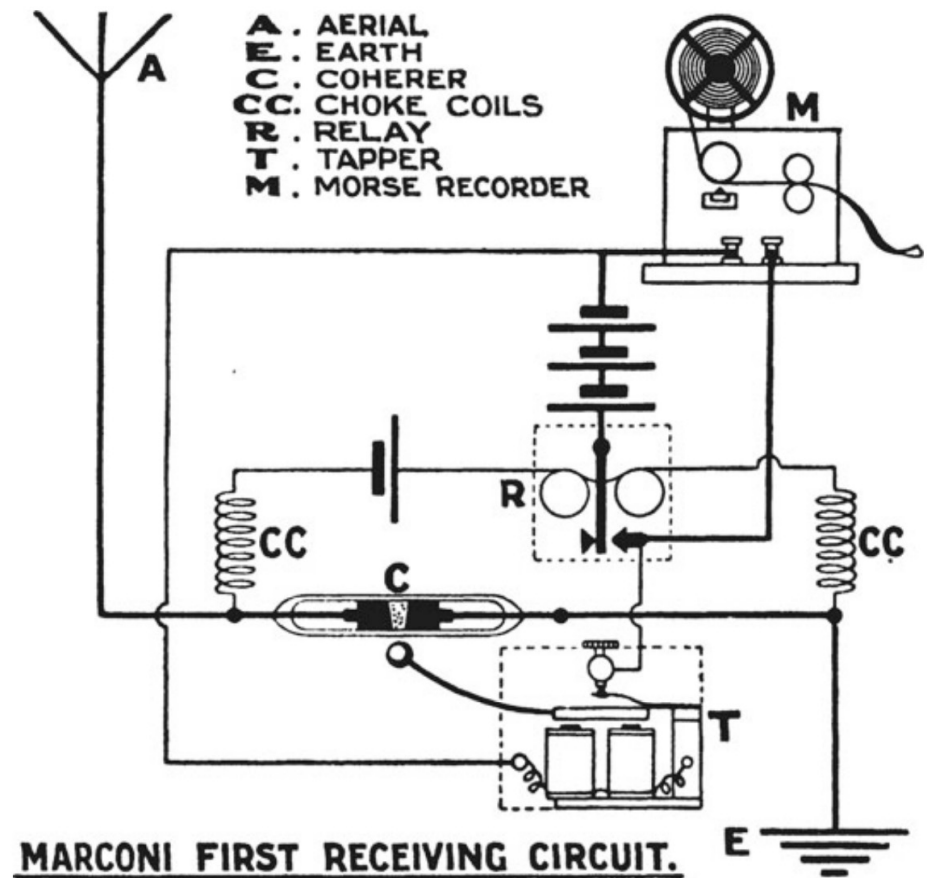 A. AERIAL
E. EARTH
C. COHERER
CC. CHOKE COILS
R. RELAY
T. TAPPER
M. MORSE RECORDER
A
M
R
CC
CC
C
T
E
MARCONI FIRST RECEIVING CIRCUIT.